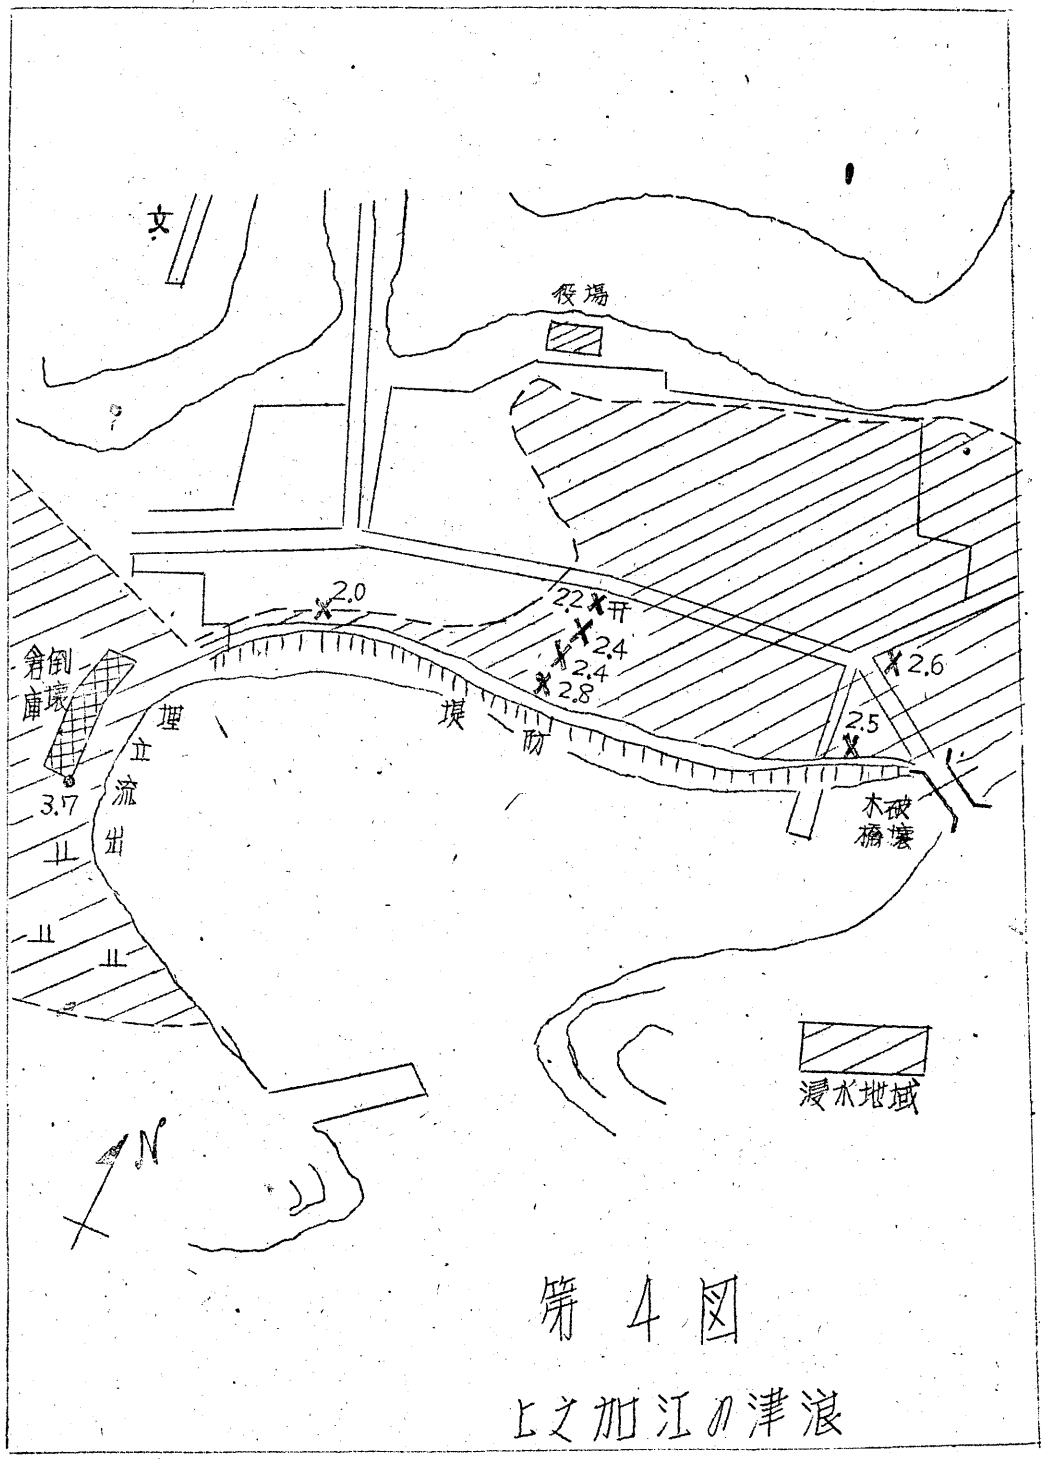 文
役場
2.0
2.2
2.4
2.4
2.8
2.6
2.5
倉庫
倒壊
3.7
埋立流出
堤防
木橋
破壊
浸水地域
N
第4図
上之加江の津浪